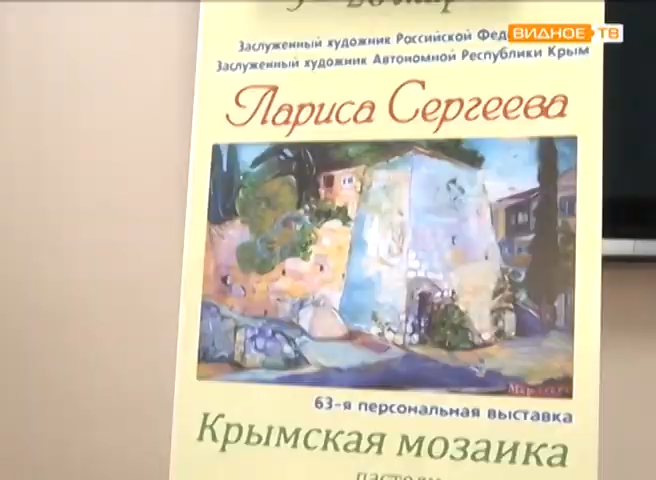 ВИДНОЕ ТВ
Заслуженный художник Российской Фед
Заслуженный художник Автономной Республики Крым
Лариса Сергеева
63-я персональная выставка
Крымская мозаика